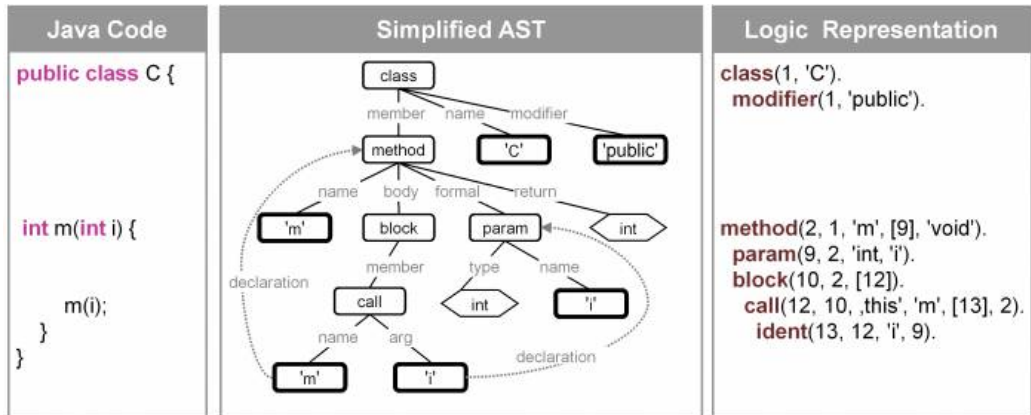 Java Code
public class C {
int m(int i) {
m(i);
}
}
Simplified AST
class
member name modifier
method 'C' 'public'
name body formal return
'm' block param int
declaration member type name
call int 'i'
name arg
declaration
'm' 'i'
Logic Representation
class(1, 'C').
modifier(1, 'public').
method(2, 1, 'm', [9], 'void').
param(9, 2, 'int, 'i').
block(10, 2, [12]).
call(12, 10, ,this', 'm', [13], 2).
ident(13, 12, 'i', 9).